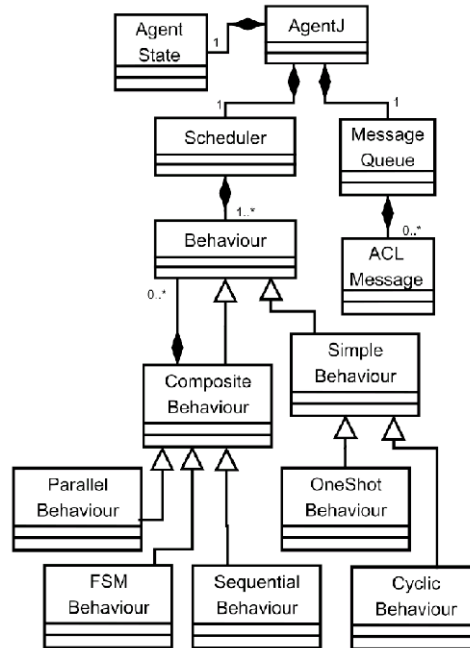 Agent
State
1
AgentJ
1
1
Scheduler
Message
Queue
1..*
0..*
Behaviour
ACL
Message
0..*
Composite
Behaviour
Simple
Behaviour
Parallel
Behaviour
OneShot
Behaviour
FSM
Behaviour
Sequential
Behaviour
Cyclic
Behaviour